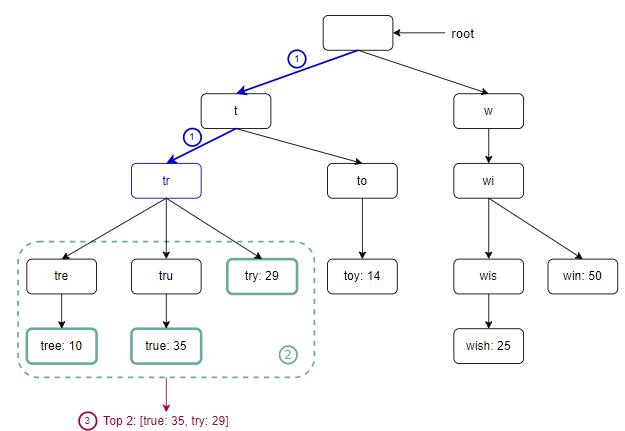 root
1
t
w
1
tr
to
wi
tre
tru
try: 29
toy: 14
wis
win: 50
tree: 10
true: 35
2
wish: 25
3 Top 2: [true: 35, try: 29]